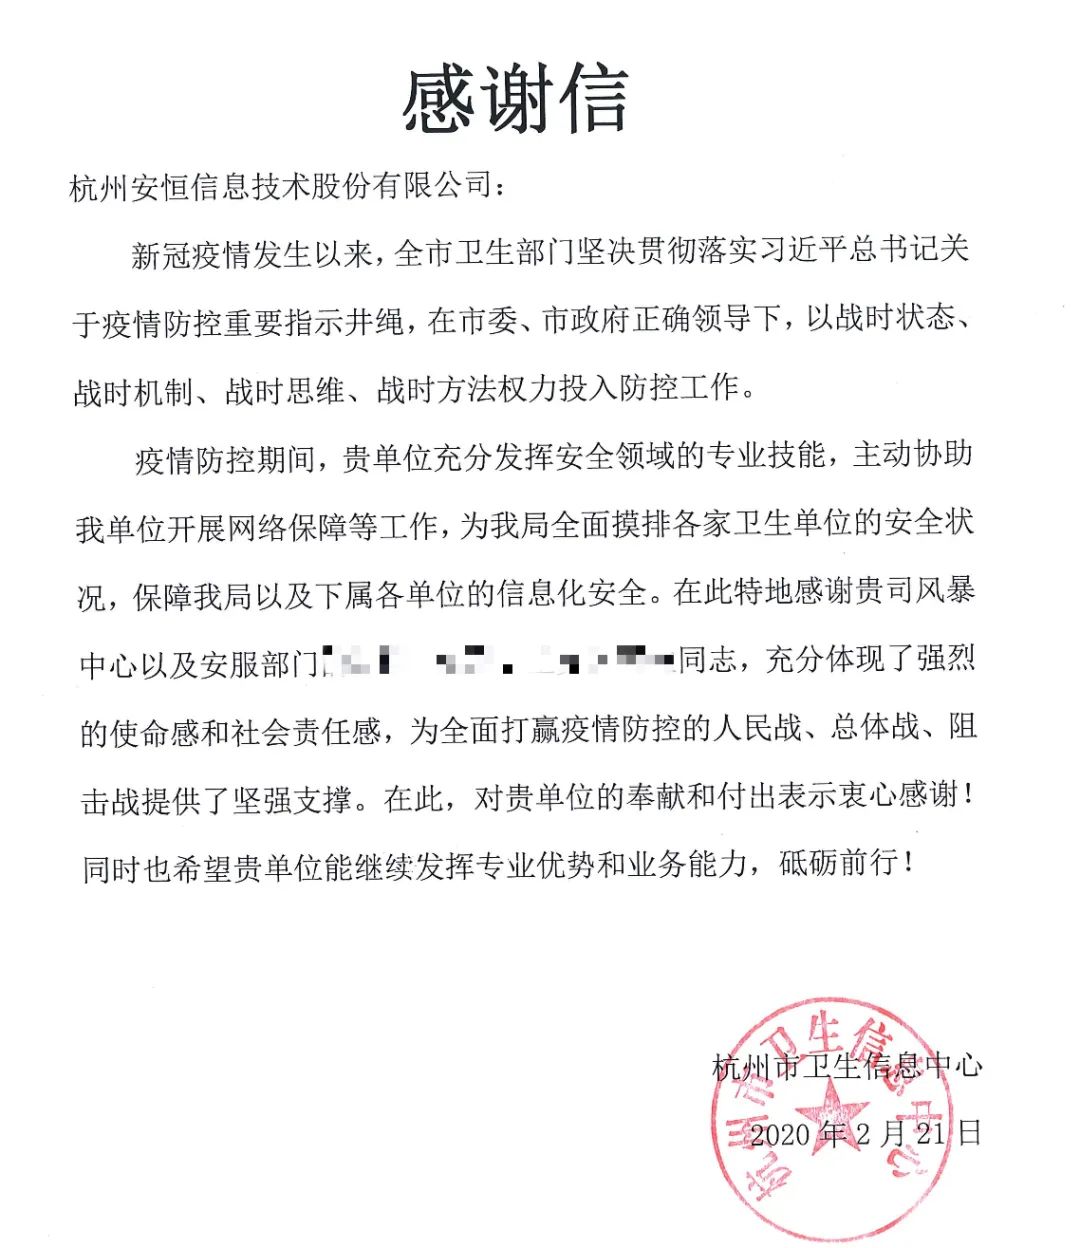 感谢信
杭州安恒信息技术股份有限公司：
新冠疫情发生以来，全市卫生部门坚决贯彻落实习近平总书记关
于疫情防控重要指示井绳，在市委、市政府正确领导下，以战时状态、
战时机制、战时思维、战时方法权力投入防控工作。
疫情防控期间，贵单位充分发挥安全领域的专业技能，主动协助
我单位开展网络保障等工作，为我局全面摸排各家卫生单位的安全状
况，保障我局以及下属各单位的信息化安全。在此特地感谢贵司风暴
中心以及安服部门 同志，充分体现了强烈
的使命感和社会责任感，为全面打赢疫情防控的人民战、总体战、阻
击战提供了坚强支撑。在此，对贵单位的奉献和付出表示衷心感谢！
同时也希望贵单位能继续发挥专业优势和业务能力，砥砺前行！
杭州市卫生信息中心
2020年2月21日
杭州市卫生信息中心